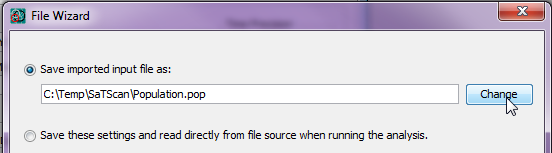 File Wizard
Save imported input file as:
C:\Temp\SaTScan\Population.pop
Change
Save these settings and read directly from file source when running the analysis.